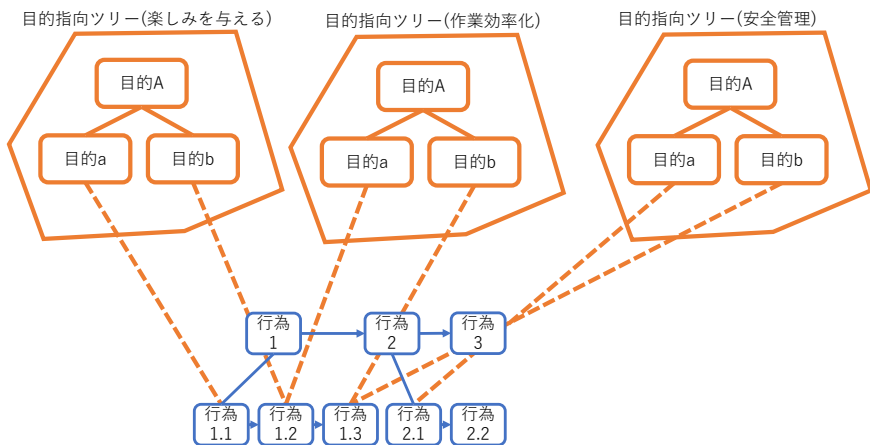 目的指向ツリー(楽しみを与える)
目的指向ツリー(作業効率化)
目的指向ツリー(安全管理)
目的A
目的a
目的b
目的A
目的a
目的b
目的A
目的a
目的b
行為
1
行為
2
行為
3
行為
1.1
行為
1.2
行為
1.3
行為
2.1
行為
2.2